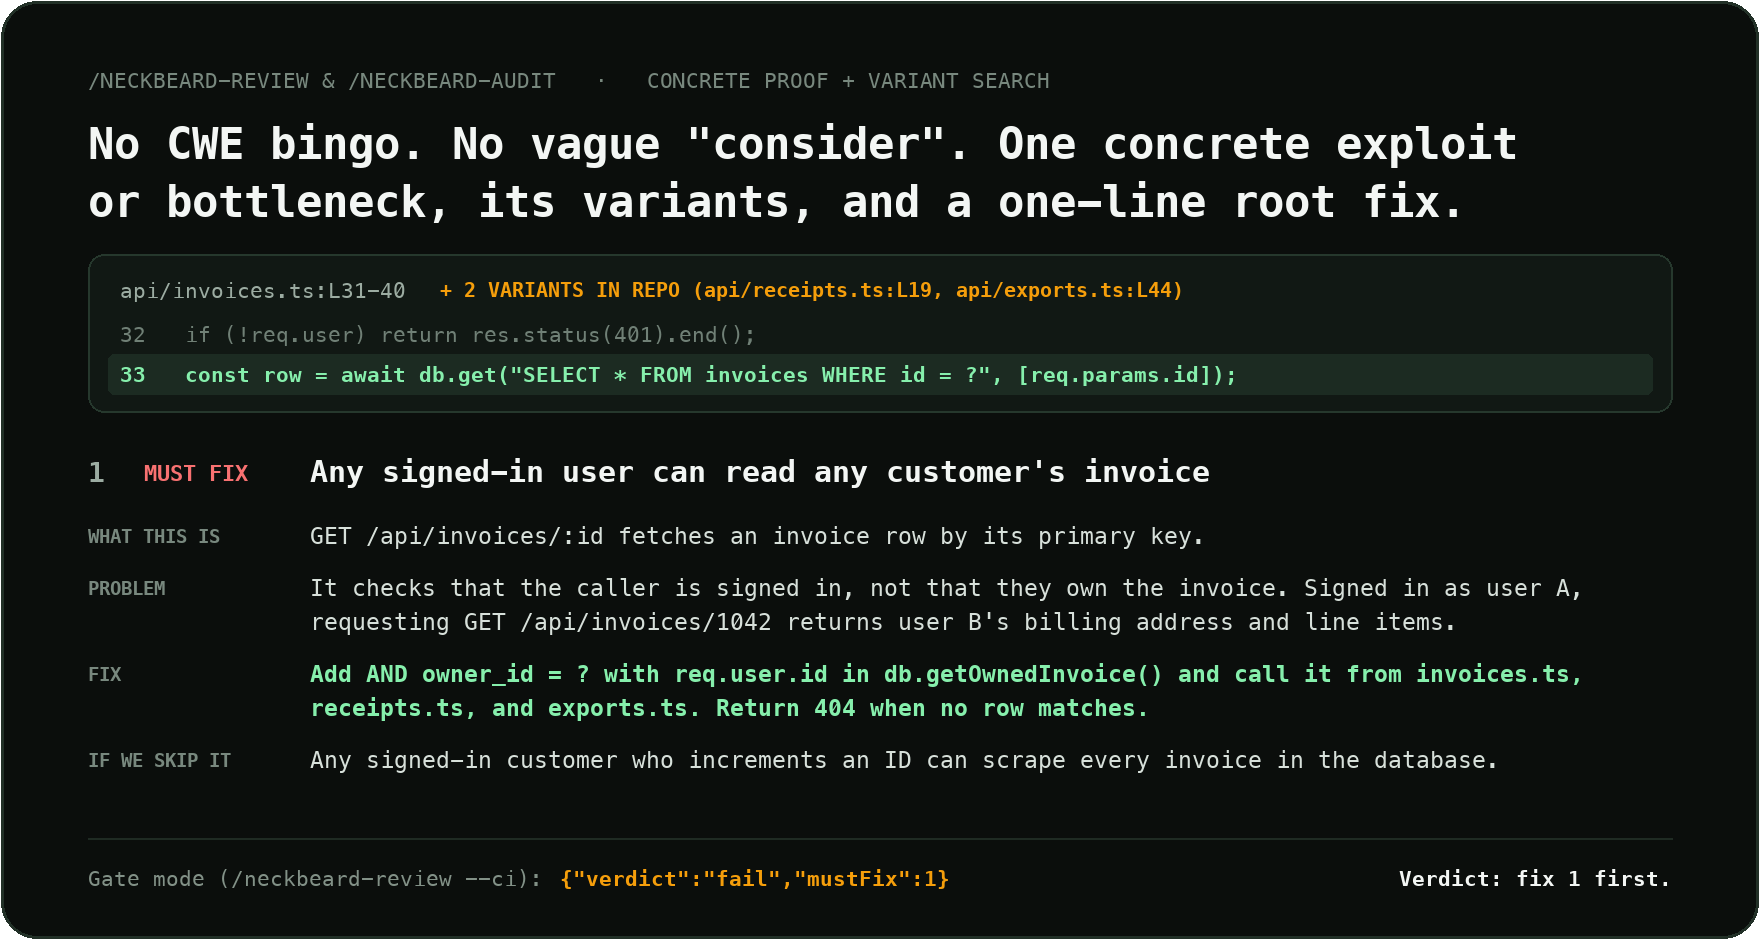 /NECKBEARD-REVIEW & /NECKBEARD-AUDIT · CONCRETE PROOF + VARIANT SEARCH
No CWE bingo. No vague "consider". One concrete exploit
or bottleneck, its variants, and a one-line root fix.
api/invoices.ts:L31-40 + 2 VARIANTS IN REPO (api/receipts.ts:L19, api/exports.ts:L44)
32 if (!req.user) return res.status(401).end();
33 const row = await db.get("SELECT * FROM invoices WHERE id = ?", [req.params.id]);
1 MUST FIX Any signed-in user can read any customer's invoice
WHAT THIS IS GET /api/invoices/:id fetches an invoice row by its primary key.
PROBLEM It checks that the caller is signed in, not that they own the invoice. Signed in as user A,
requesting GET /api/invoices/1042 returns user B's billing address and line items.
FIX Add AND owner_id = ? with req.user.id in db.getOwnedInvoice() and call it from invoices.ts,
receipts.ts, and exports.ts. Return 404 when no row matches.
IF WE SKIP IT Any signed-in customer who increments an ID can scrape every invoice in the database.
Gate mode (/neckbeard-review --ci): {"verdict":"fail","mustFix":1} Verdict: fix 1 first.